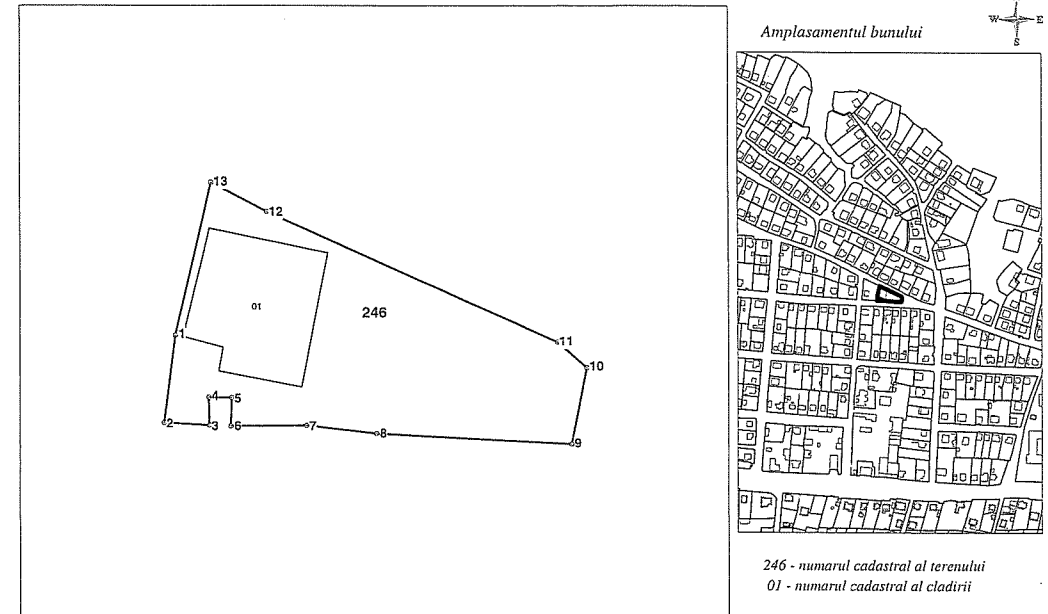 W E
S
Amplasamentul bunului
13
12
01
246
1
11
10
4 5
2 3 6 7
8
9
246 - numarul cadastral al terenului
01 - numarul cadastral al cladirii